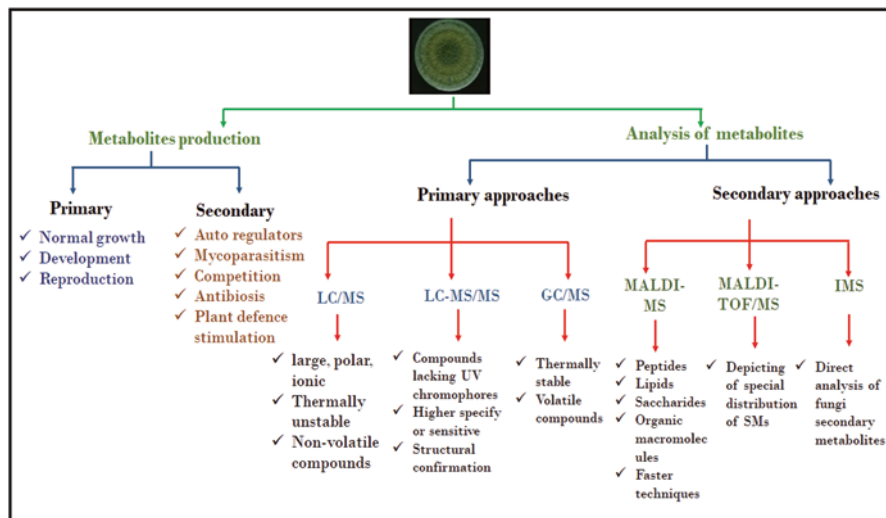 Metabolites production
Analysis of metabolites
Primary
✓ Normal growth
✓ Development
✓ Reproduction
Secondary
✓ Auto regulators
✓ Mycoparasitism
✓ Competition
✓ Antibiosis
✓ Plant defence
stimulation
Primary approaches
Secondary approaches
LC/MS
✓ large, polar,
ionic
✓ Thermally
unstable
✓ Non-volatile
compounds
LC-MS/MS
✓ Compounds
lacking UV
chromophores
✓ Higher specify
or sensitive
✓ Structural
confirmation
GC/MS
✓ Thermally
stable
✓ Volatile
compounds
MALDI-
MS
✓ Peptides
✓ Lipids
✓ Saccharides
✓ Organic
macromolec
ules
✓ Faster
techniques
MALDI-
TOF/MS
✓ Depicting
of special
distribution
of SMs
IMS
✓ Direct
analysis of
fungi
secondary
metabolites